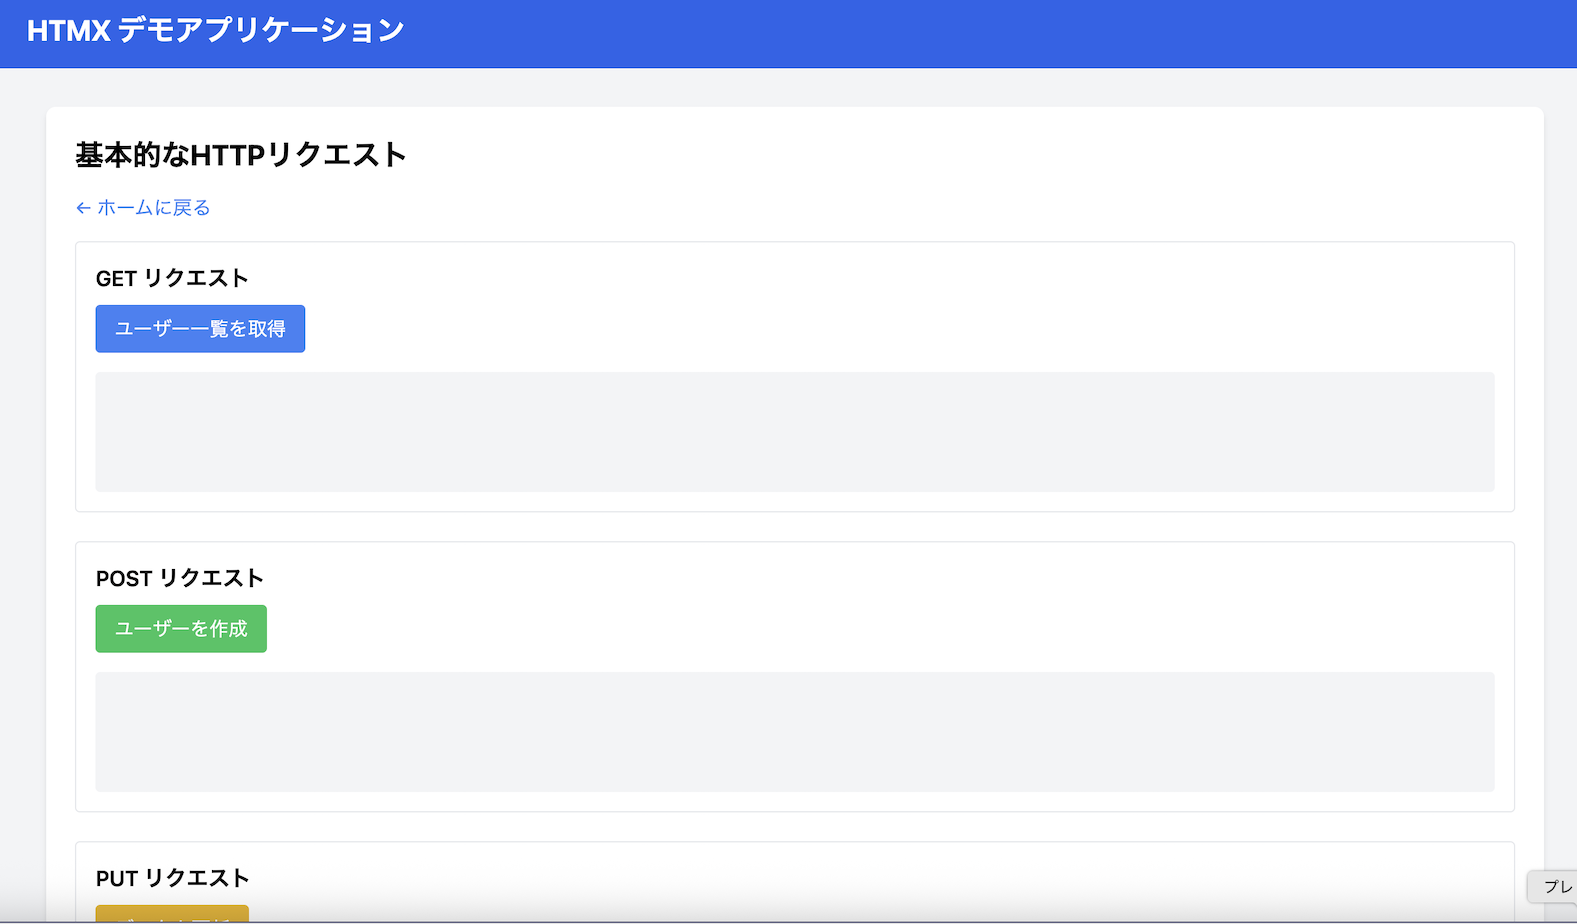 HTMX デモアプリケーション
基本的なHTTPリクエスト
← ホームに戻る
GET リクエスト
ユーザー一覧を取得
POST リクエスト
ユーザーを作成
PUT リクエスト
プレ